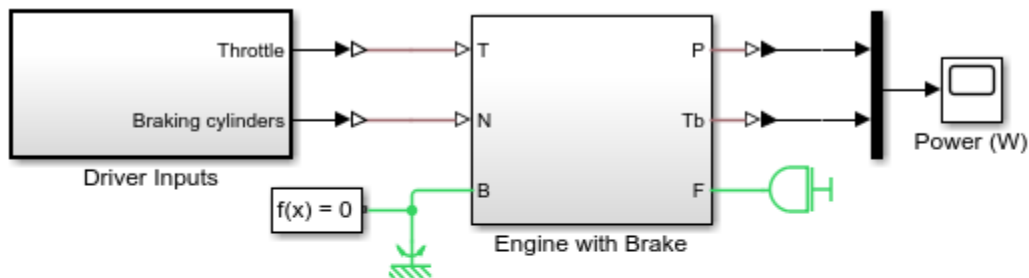 Throttle
T
P
Braking cylinders
N
Tb
Power (W)
Driver Inputs
f(x) = 0
B
F
Engine with Brake